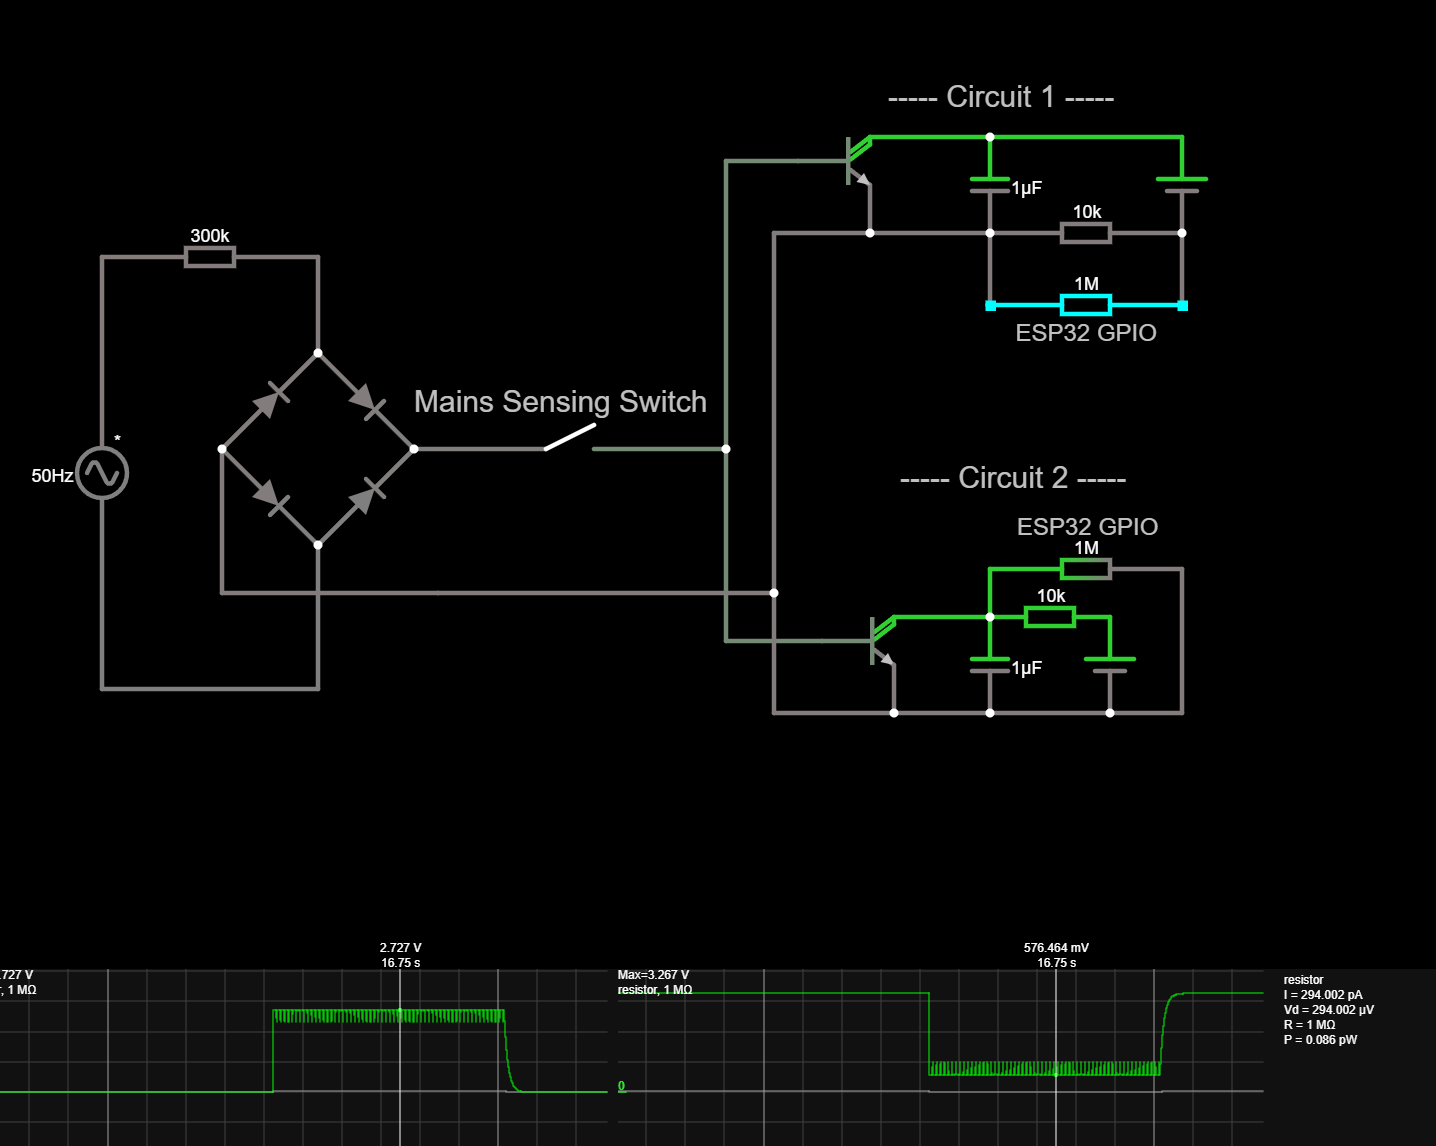 ----- Circuit 1 -----
1µF
10k
300k
1M
ESP32 GPIO
Mains Sensing Switch
*
50Hz
----- Circuit 2 -----
ESP32 GPIO
1M
10k
1µF
2.727 V
16.75 s
.727 V
r, 1 MΩ
576.464 mV
16.75 s
Max=3.267 V
resistor, 1 MΩ
0
resistor
I = 294.002 pA
Vd = 294.002 µV
R = 1 MΩ
P = 0.086 pW